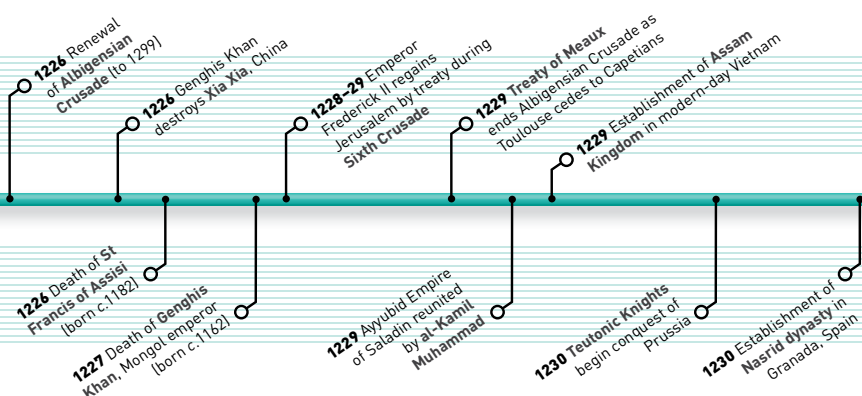 1226 Renewal
of Albigensian
Crusade (to 1299)
1226 Genghis Khan
destroys Xia Xia, China
1228–29 Emperor
Frederick II regains
Jerusalem by treaty during
Sixth Crusade
1229 Treaty of Meaux
ends Albigensian Crusade as
Toulouse cedes to Capetians
1229 Establishment of Assam
Kingdom in modern-day Vietnam
1226 Death of St
Francis of Assisi
(born c.1182)
1227 Death of Genghis
Khan, Mongol emperor
(born c.1162)
1229 Ayyubid Empire
of Saladin reunited
by al-Kamil
Muhammad
1230 Teutonic Knights
begin conquest of
Prussia
1230 Establishment of
Nasrid dynasty in
Granada, Spain